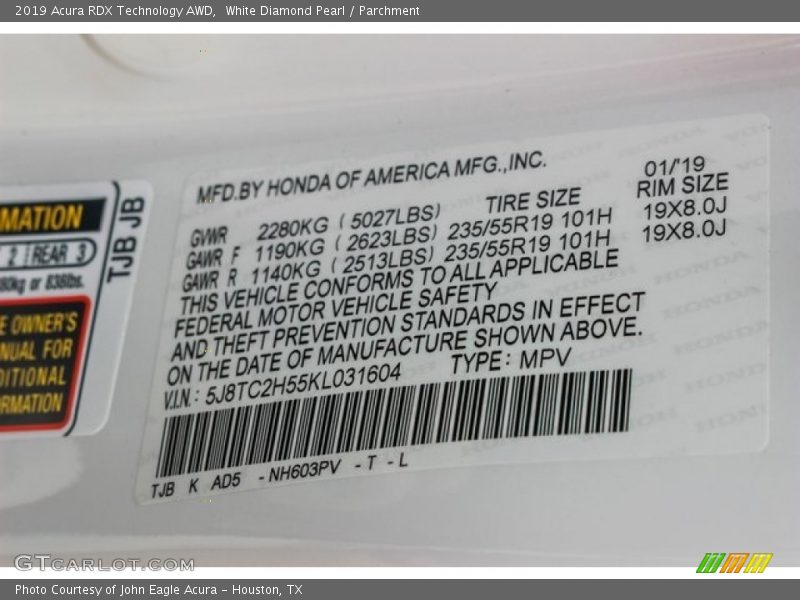 2019 Acura RDX Technology AWD, White Diamond Pearl / Parchment
MFD.BY HONDA OF AMERICA MFG.,INC. 01/'19
GVWR 2280KG ( 5027LBS) TIRE SIZE RIM SIZE
GAWR F 1190KG ( 2623LBS) 235/55R19 101H 19X8.0J
GAWR R 1140KG ( 2513LBS) 235/55R19 101H 19X8.0J
THIS VEHICLE CONFORMS TO ALL APPLICABLE
FEDERAL MOTOR VEHICLE SAFETY
AND THEFT PREVENTION STANDARDS IN EFFECT
ON THE DATE OF MANUFACTURE SHOWN ABOVE.
V.I.N.: 5J8TC2H55KL031604 TYPE: MPV
TJB K AD5 -NH603PV -T -L
MATION
2 REAR 3
80kg or 838lbs.
E OWNER'S
NUAL FOR
DITIONAL
ORMATION
TJB JB
GTCARLOT.COM
Photo Courtesy of John Eagle Acura - Houston, TX